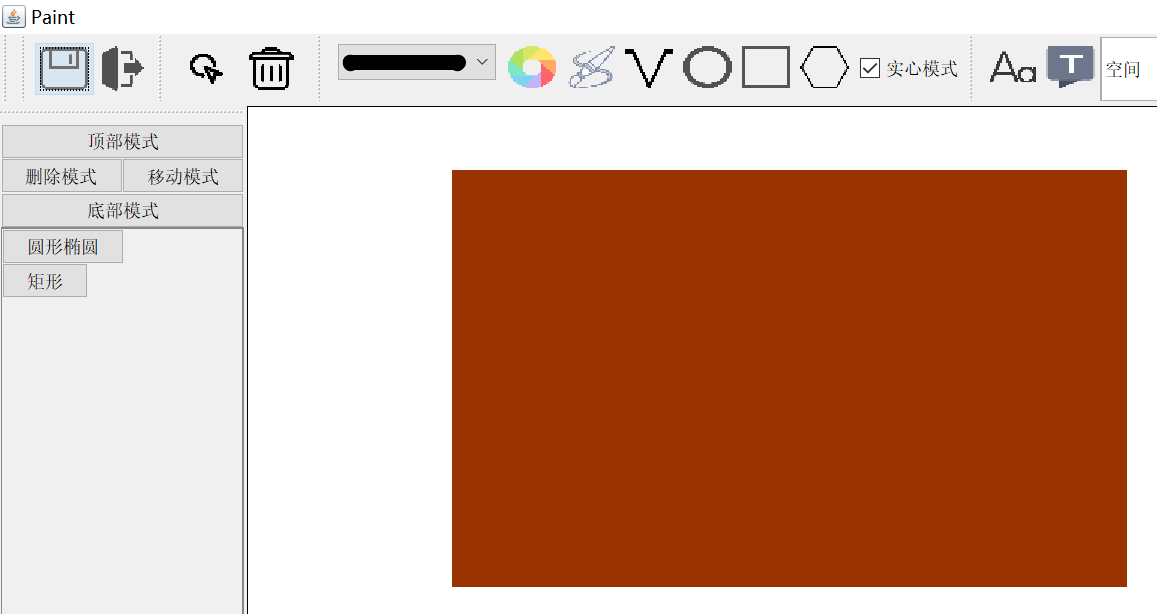 Paint
实心模式
Aa
T
空间
顶部模式
删除模式 移动模式
底部模式
圆形椭圆
矩形